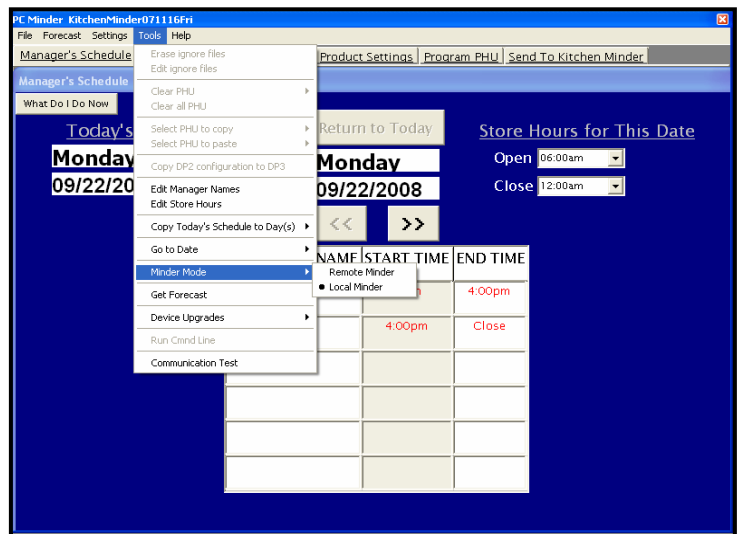 PC Minder KitchenMinder071116Fri
File Forecast Settings Tools Help
Manager's Schedule Product Settings Program PHU Send To Kitchen Minder
Manager's Schedule
What Do I Do Now
Erase ignore files
Edit ignore files
Clear PHU
Clear all PHU
Select PHU to copy
Select PHU to paste
Copy DP2 configuration to DP3
Edit Manager Names
Edit Store Hours
Copy Today's Schedule to Day(s)
Go to Date
Minder Mode
Remote Minder
Local Minder
Get Forecast
Device Upgrades
Run Cmnd Line
Communication Test
Today's
Monday
09/22/20
Return to Today
Monday
09/22/2008
<< >>
Store Hours for This Date
Open 06:00am
Close 12:00am
NAME START TIME END TIME
4:00pm
4:00pm Close